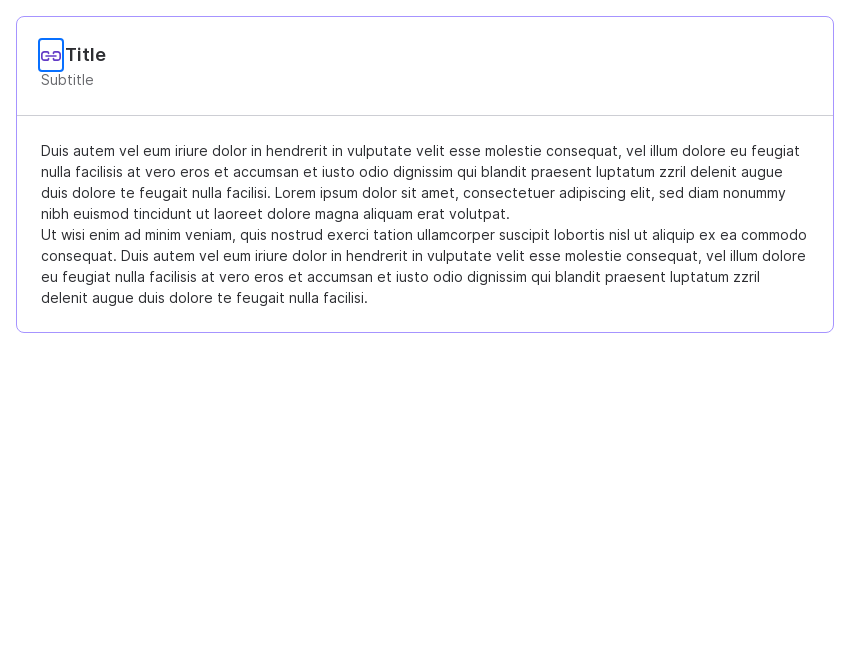 Title
Subtitle
Duis autem vel eum iriure dolor in hendrerit in vulputate velit esse molestie consequat, vel illum dolore eu feugiat
nulla facilisis at vero eros et accumsan et iusto odio dignissim qui blandit praesent luptatum zzril delenit augue
duis dolore te feugait nulla facilisi. Lorem ipsum dolor sit amet, consectetuer adipiscing elit, sed diam nonummy
nibh euismod tincidunt ut laoreet dolore magna aliquam erat volutpat.
Ut wisi enim ad minim veniam, quis nostrud exerci tation ullamcorper suscipit lobortis nisl ut aliquip ex ea commodo
consequat. Duis autem vel eum iriure dolor in hendrerit in vulputate velit esse molestie consequat, vel illum dolore
eu feugiat nulla facilisis at vero eros et accumsan et iusto odio dignissim qui blandit praesent luptatum zzril
delenit augue duis dolore te feugait nulla facilisi.